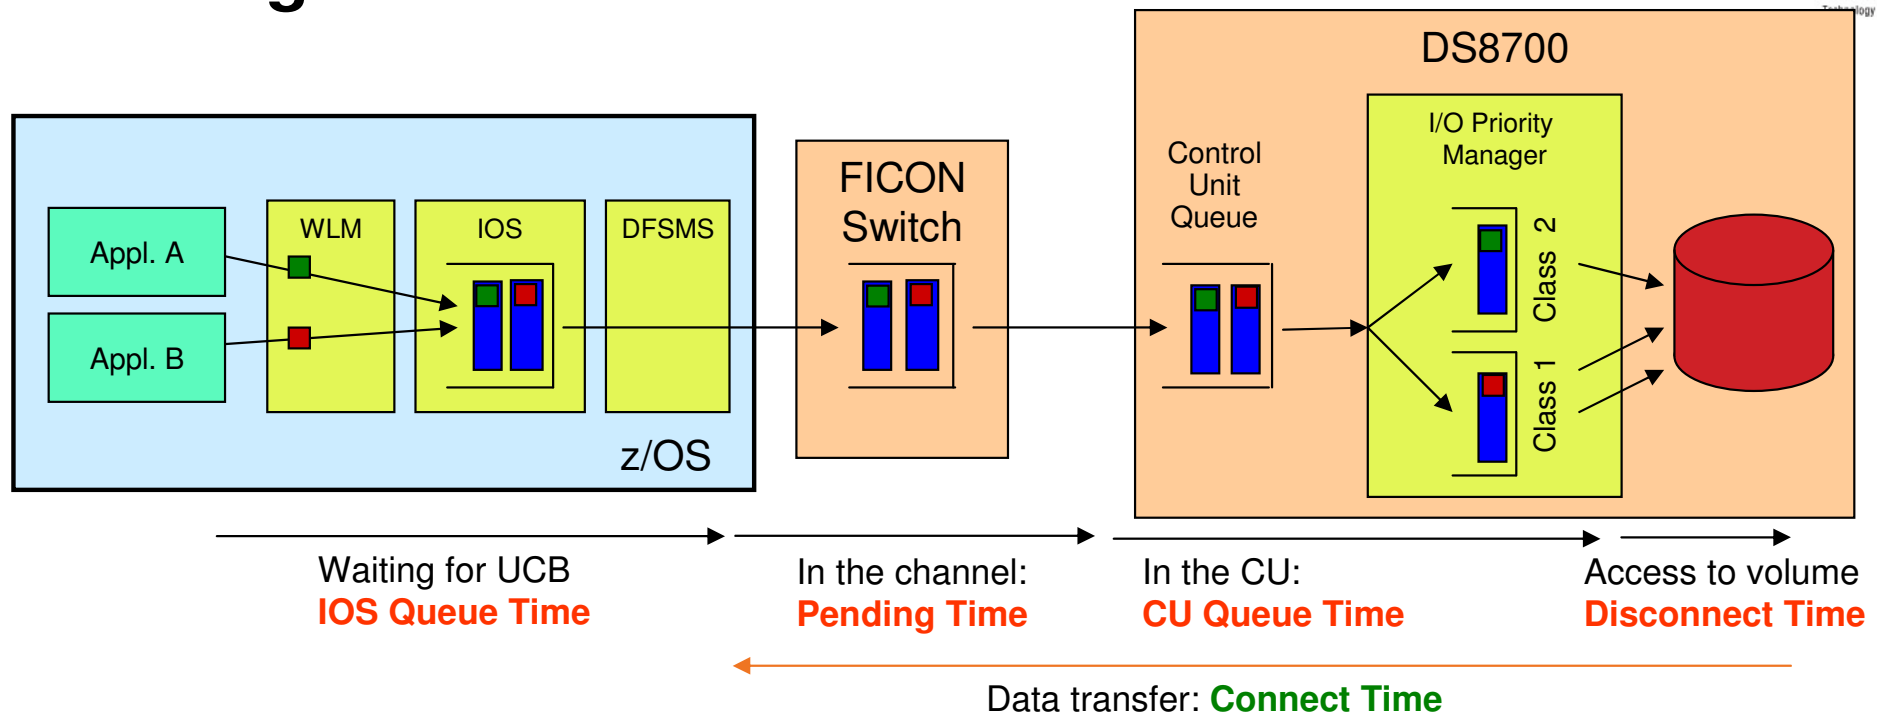 DS8700
I/O Priority
Manager
Control
Unit
Queue
FICON
Switch
WLM
IOS
DFSMS
Appl. A
Appl. B
Class 2
Class 1
z/OS
Waiting for UCB
IOS Queue Time
In the channel:
Pending Time
In the CU:
CU Queue Time
Access to volume
Disconnect Time
Data transfer: Connect Time